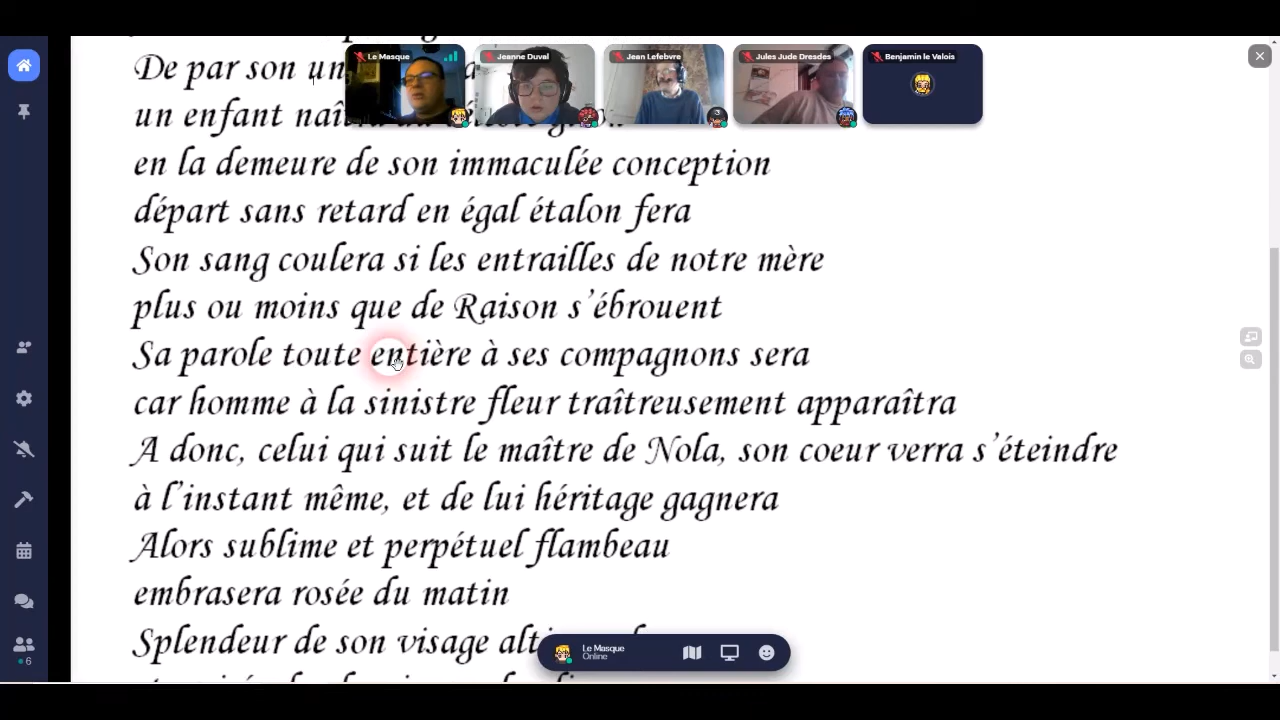 Le Masque
Jeanne Duval
Jean Lefebvre
Jules Jude Dresdes
Benjamin le Valois
De par son
un enfant
en la demeure de son immaculée conception
départ sans retard en égal étalon fera
Son sang coulera si les entrailles de notre mère
plus ou moins que de Raison s’ébrouent
Sa parole toute entière à ses compagnons sera
car homme à la sinistre fleur traîtreusement apparaîtra
A donc, celui qui suit le maître de Nola, son coeur verra s’éteindre
à l’instant même, et de lui héritage gagnera
Alors sublime et perpétuel flambeau
embrasera rosée du matin
Splendeur de son visage
Le Masque
Online
6